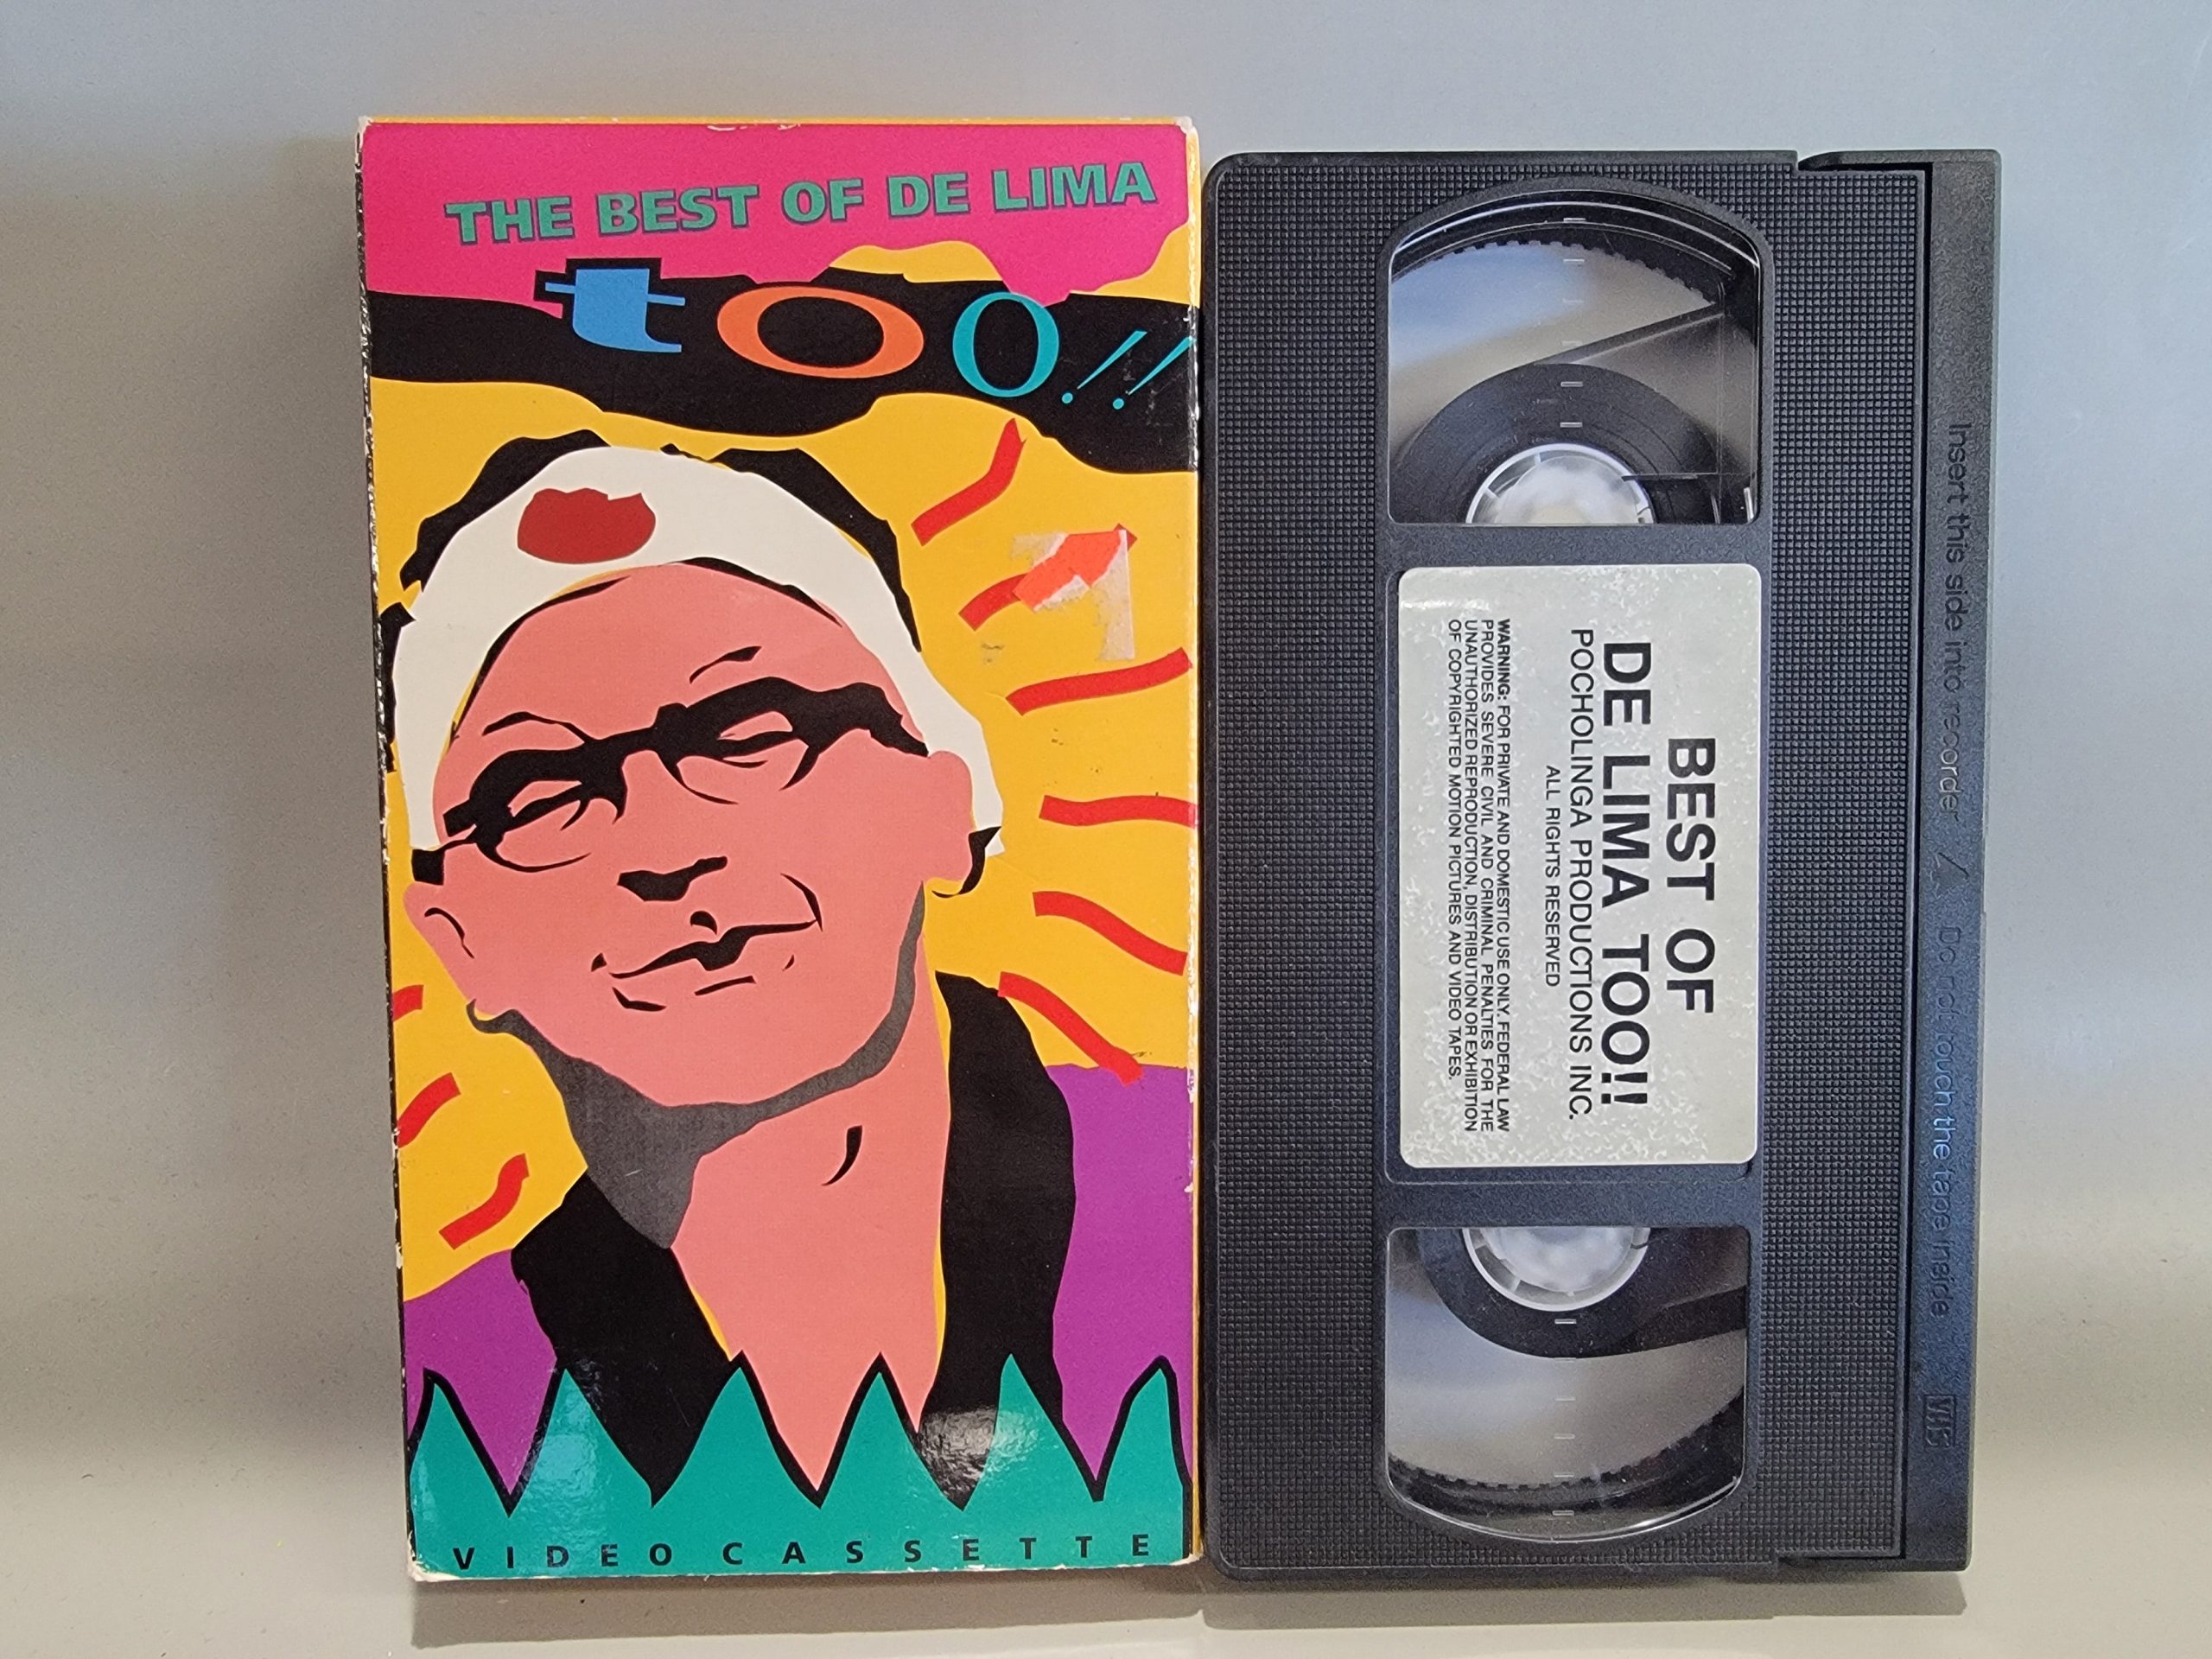 THE BEST OF DE LIMA
too!!
VIDEO CASSETTE
BEST OF
DE LIMA TOO!!
POCHOLINGA PRODUCTIONS INC.
ALL RIGHTS RESERVED
WARNING: FOR PRIVATE AND DOMESTIC USE ONLY. FEDERAL LAW
PROVIDES SEVERE CIVIL AND CRIMINAL PENALTIES FOR THE
UNAUTHORIZED REPRODUCTION, DISTRIBUTION OR EXHIBITION
OF COPYRIGHTED MOTION PICTURES AND VIDEO TAPES.
Insert this side into recorder
Do not touch the tape inside
VHS